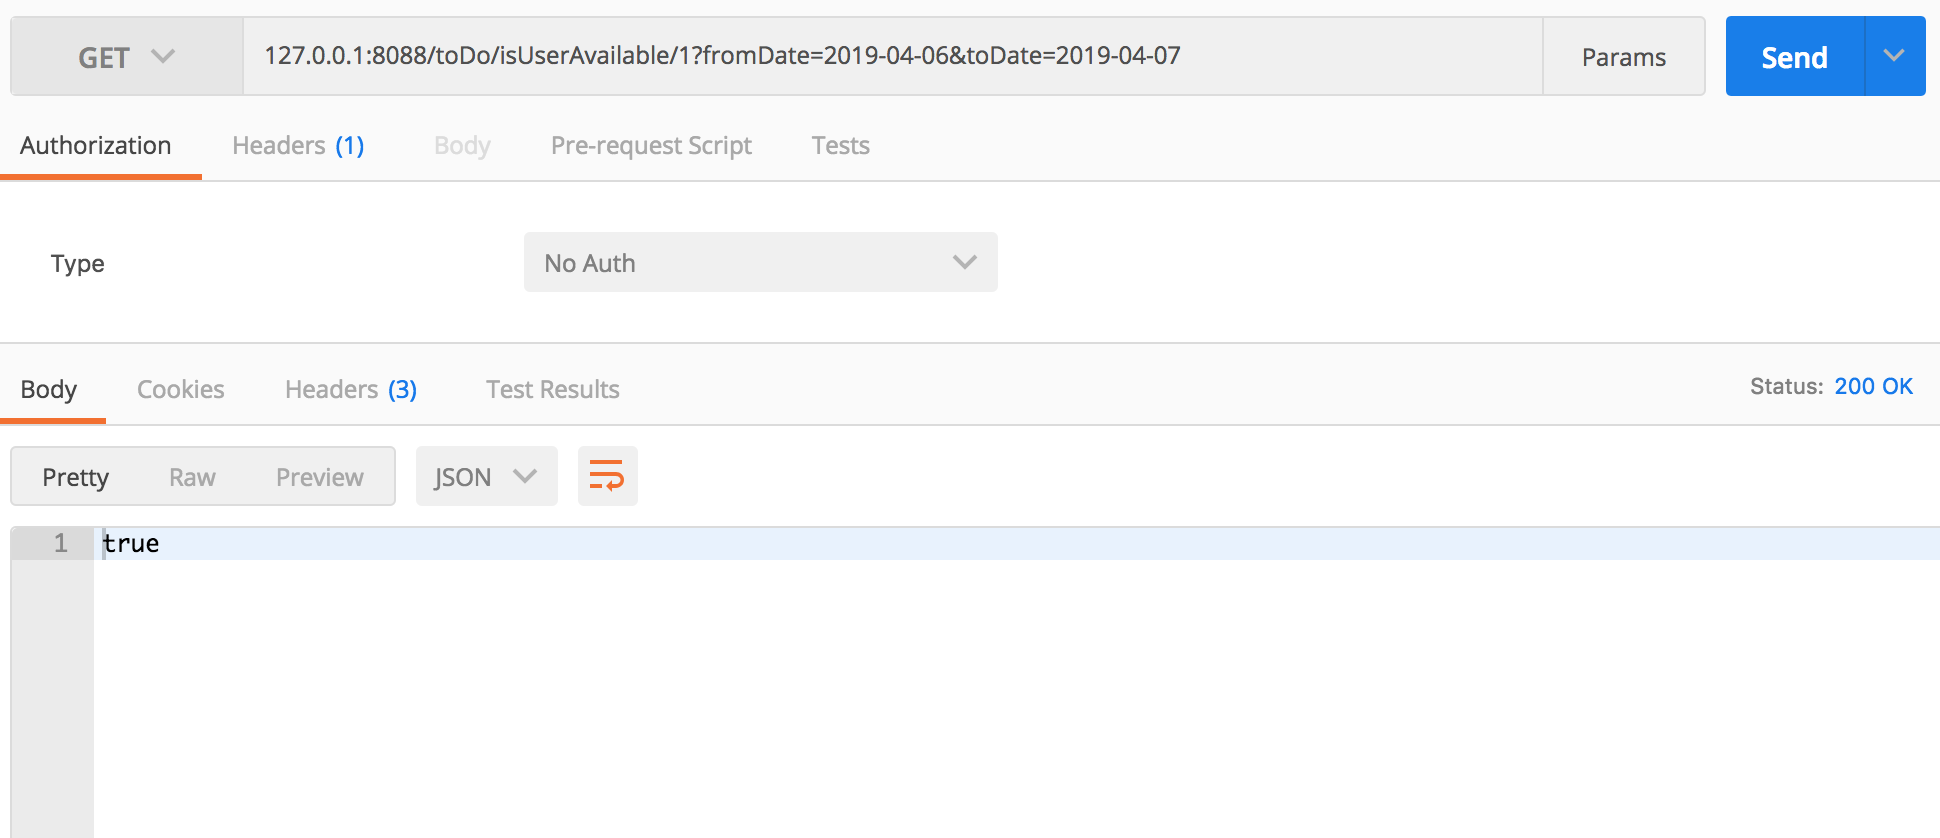 GET 127.0.0.1:8088/toDo/isUserAvailable/1?fromDate=2019-04-06&toDate=2019-04-07 Params Send
Authorization Headers (1) Body Pre-request Script Tests
Type No Auth
Body Cookies Headers (3) Test Results Status: 200 OK
Pretty Raw Preview JSON
1 true